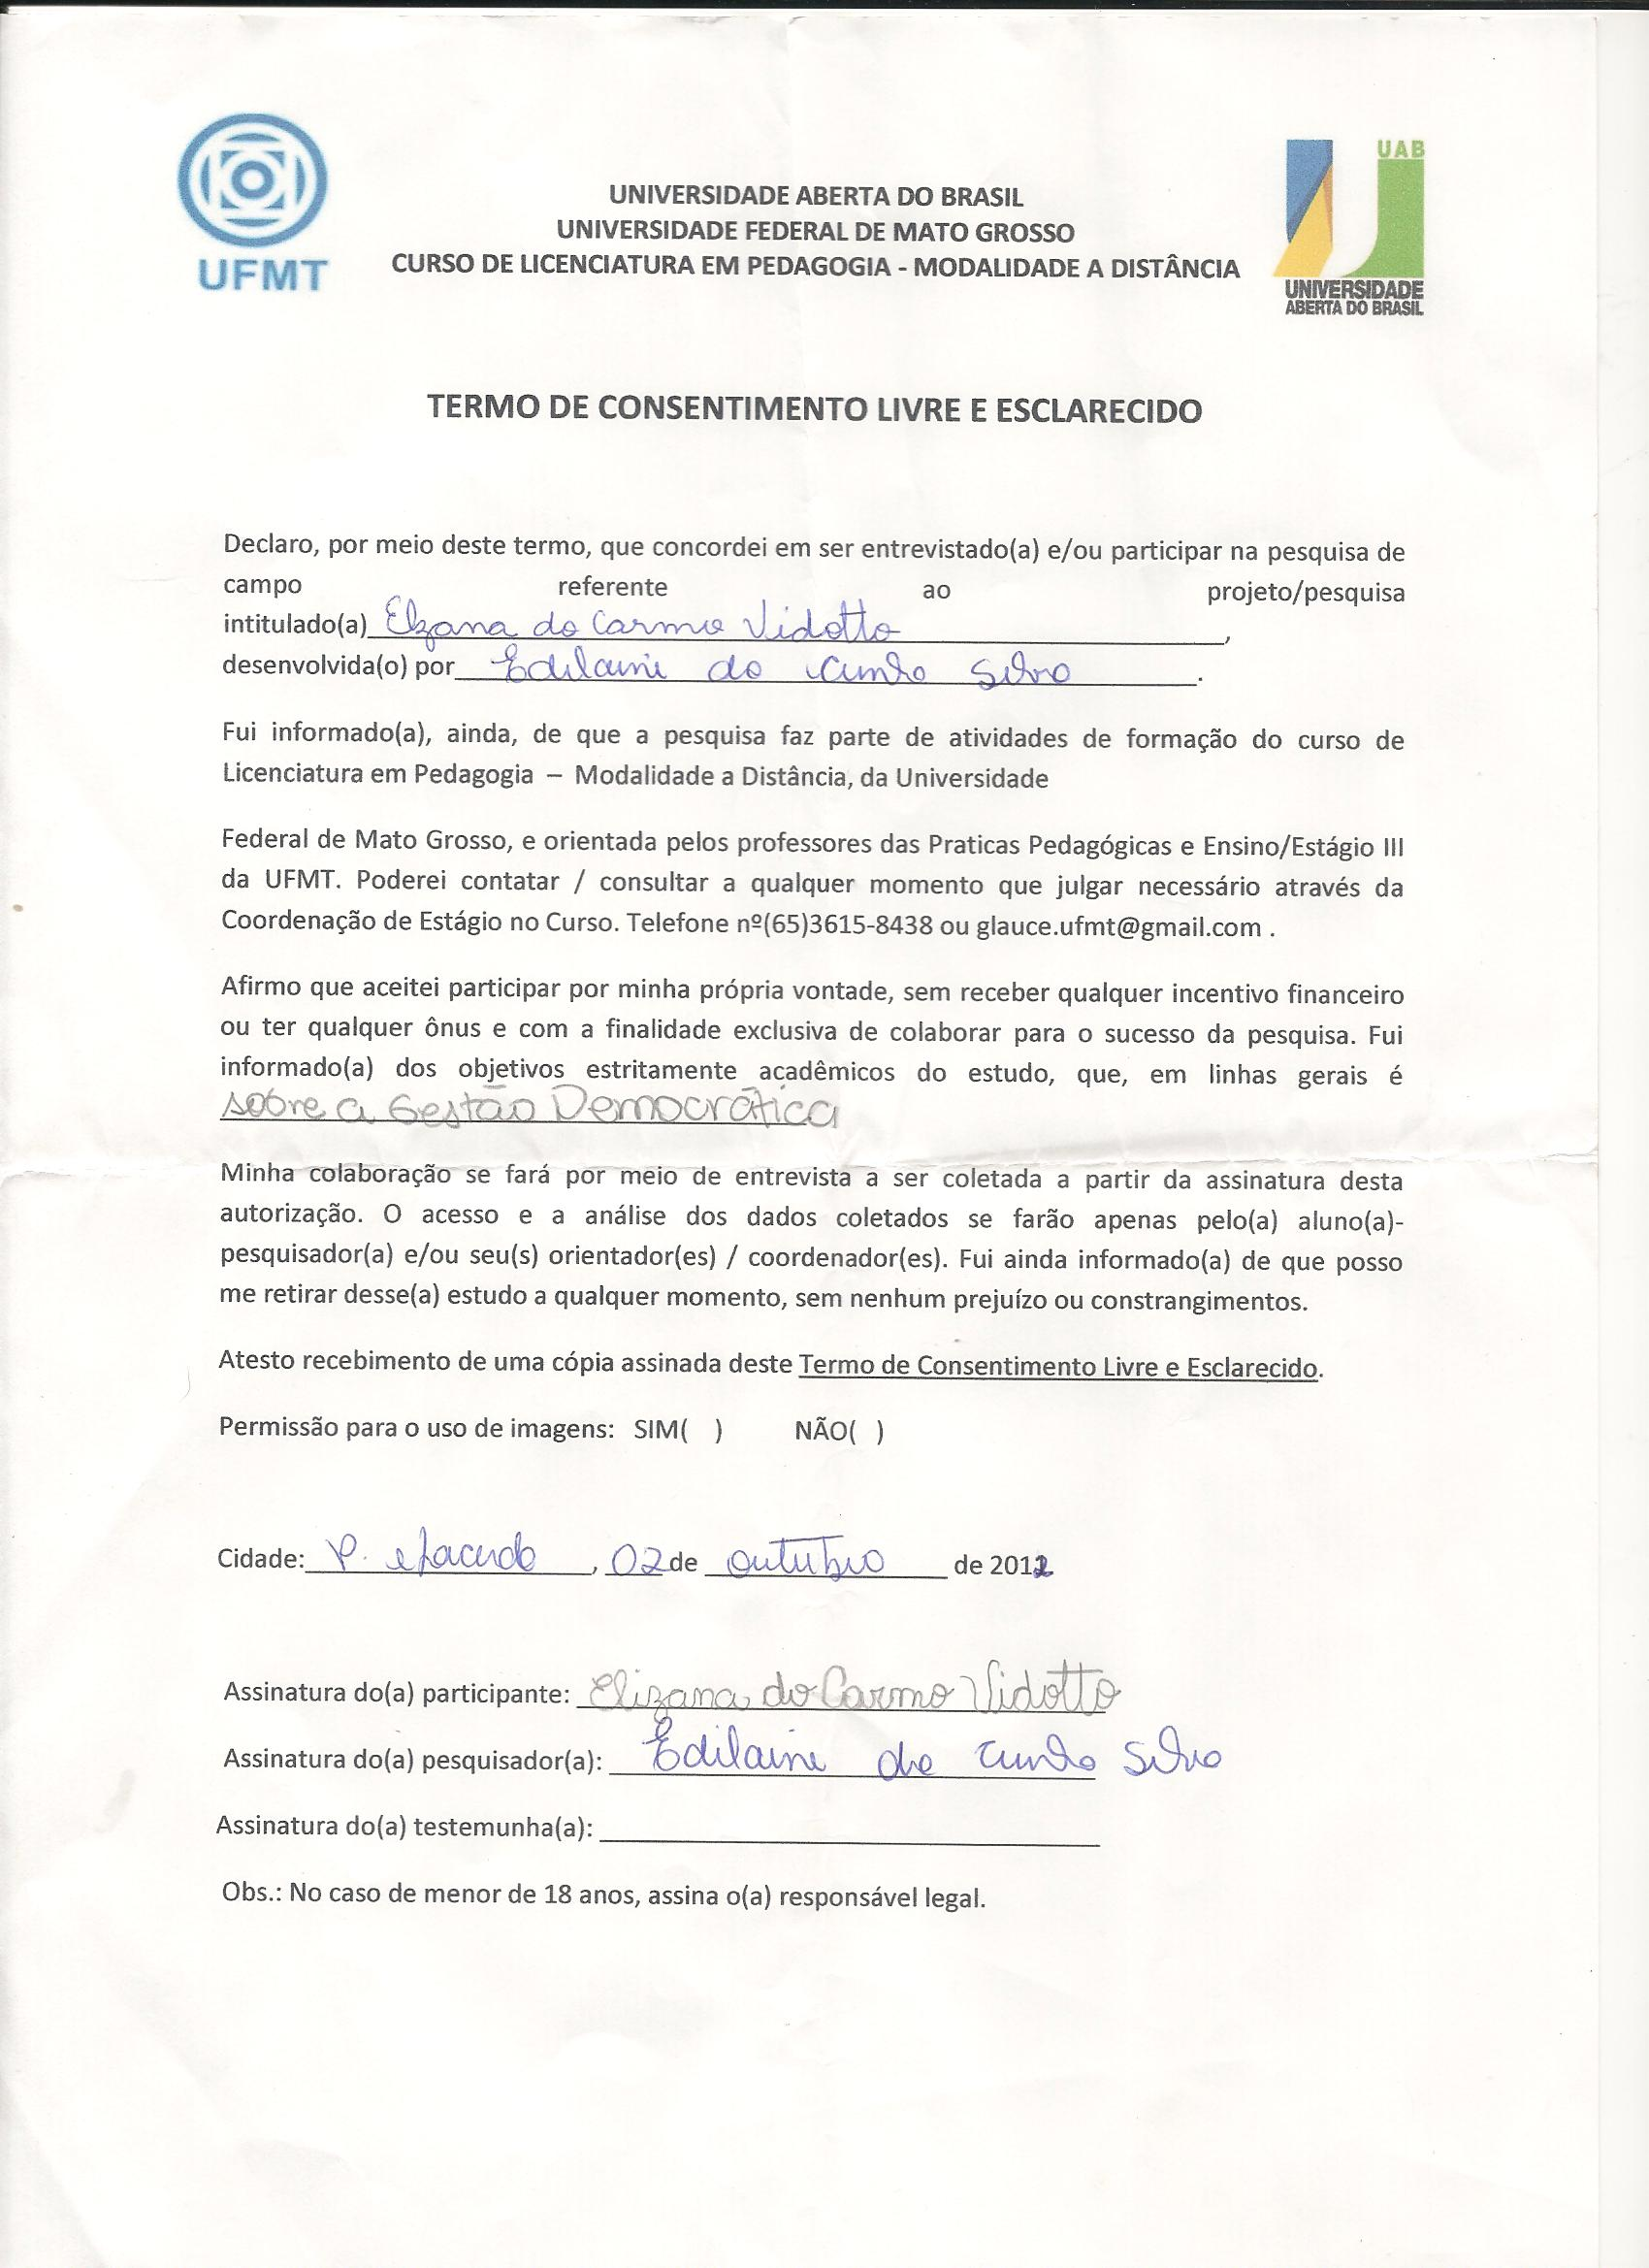 UFMT
UNIVERSIDADE ABERTA DO BRASIL
UNIVERSIDADE FEDERAL DE MATO GROSSO
CURSO DE LICENCIATURA EM PEDAGOGIA - MODALIDADE A DISTÂNCIA
UAB
UNIVERSIDADE
ABERTA DO BRASIL
TERMO DE CONSENTIMENTO LIVRE E ESCLARECIDO
Declaro, por meio deste termo, que concordei em ser entrevistado(a) e/ou participar na pesquisa de
campo referente ao projeto/pesquisa
intitulado(a) Elzana do Carmo Vidotto,
desenvolvida(o) por Edilaini da Cunha Silva.
Fui informado(a), ainda, de que a pesquisa faz parte de atividades de formação do curso de
Licenciatura em Pedagogia – Modalidade a Distância, da Universidade
Federal de Mato Grosso, e orientada pelos professores das Praticas Pedagógicas e Ensino/Estágio III
da UFMT. Poderei contatar / consultar a qualquer momento que julgar necessário através da
Coordenação de Estágio no Curso. Telefone nº(65)3615-8438 ou glauce.ufmt@gmail.com .
Afirmo que aceitei participar por minha própria vontade, sem receber qualquer incentivo financeiro
ou ter qualquer ônus e com a finalidade exclusiva de colaborar para o sucesso da pesquisa. Fui
informado(a) dos objetivos estritamente acadêmicos do estudo, que, em linhas gerais é
sobre a Gestão Democrática
Minha colaboração se fará por meio de entrevista a ser coletada a partir da assinatura desta
autorização. O acesso e a análise dos dados coletados se farão apenas pelo(a) aluno(a)-
pesquisador(a) e/ou seu(s) orientador(es) / coordenador(es). Fui ainda informado(a) de que posso
me retirar desse(a) estudo a qualquer momento, sem nenhum prejuízo ou constrangimentos.
Atesto recebimento de uma cópia assinada deste Termo de Consentimento Livre e Esclarecido.
Permissão para o uso de imagens: SIM( ) NÃO( )
Cidade: P. , 02 de outubro de 2012
Assinatura do(a) participante: Elizana do Carmo Vidotto
Assinatura do(a) pesquisador(a): Edilaini da Cunha Silva
Assinatura do(a) testemunha(a):
Obs.: No caso de menor de 18 anos, assina o(a) responsável legal.